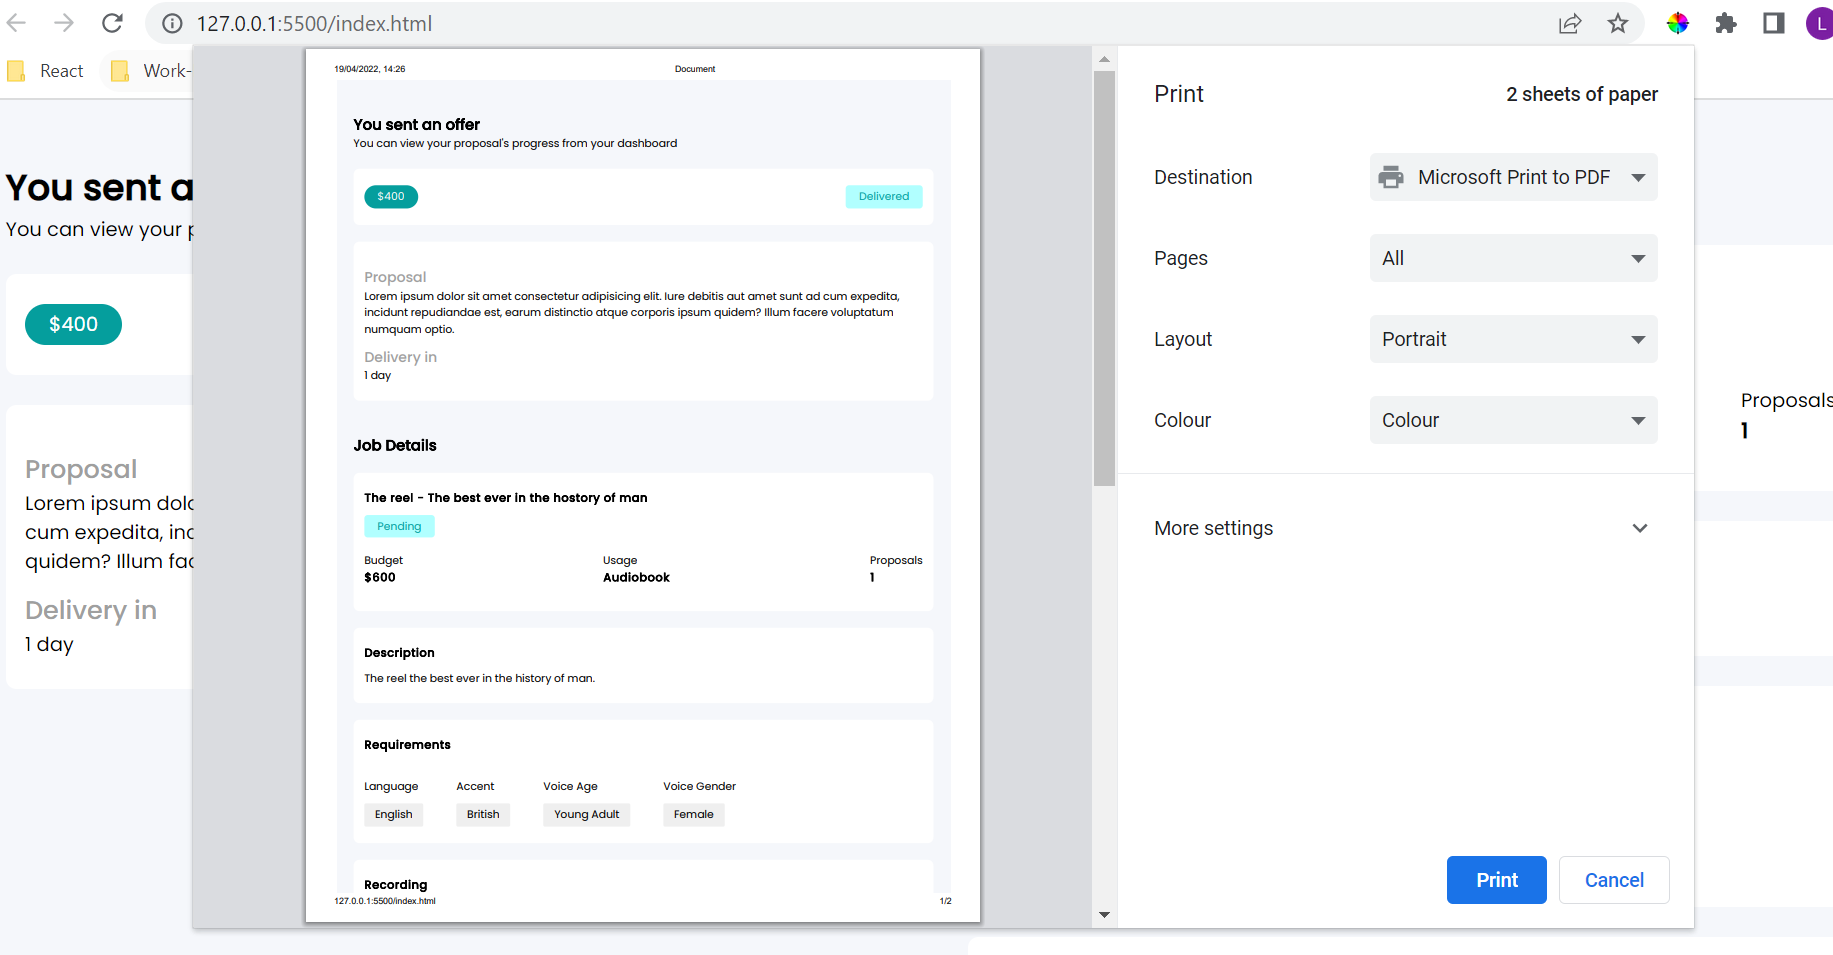 127.0.0.1:5500/index.html
L
React
Work-
You sent a
You can view your p
$400
Proposal
Lorem ipsum dolo
cum expedita, inc
quidem? Illum fac
Delivery in
1 day
19/04/2022, 14:26
Document
You sent an offer
You can view your proposal's progress from your dashboard
$400
Delivered
Proposal
Lorem ipsum dolor sit amet consectetur adipisicing elit. Iure debitis aut amet sunt ad cum expedita,
incidunt repudiandae est, earum distinctio atque corporis ipsum quidem? Illum facere voluptatum
numquam optio.
Delivery in
1 day
Job Details
The reel - The best ever in the hostory of man
Pending
Budget
Usage
Proposals
$600
Audiobook
1
Description
The reel the best ever in the history of man.
Requirements
Language
Accent
Voice Age
Voice Gender
English
British
Young Adult
Female
Recording
127.0.0.1:5500/index.html
1/2
Print
2 sheets of paper
Destination
Microsoft Print to PDF
Pages
All
Layout
Portrait
Colour
Colour
More settings
Print
Cancel
Proposals
1